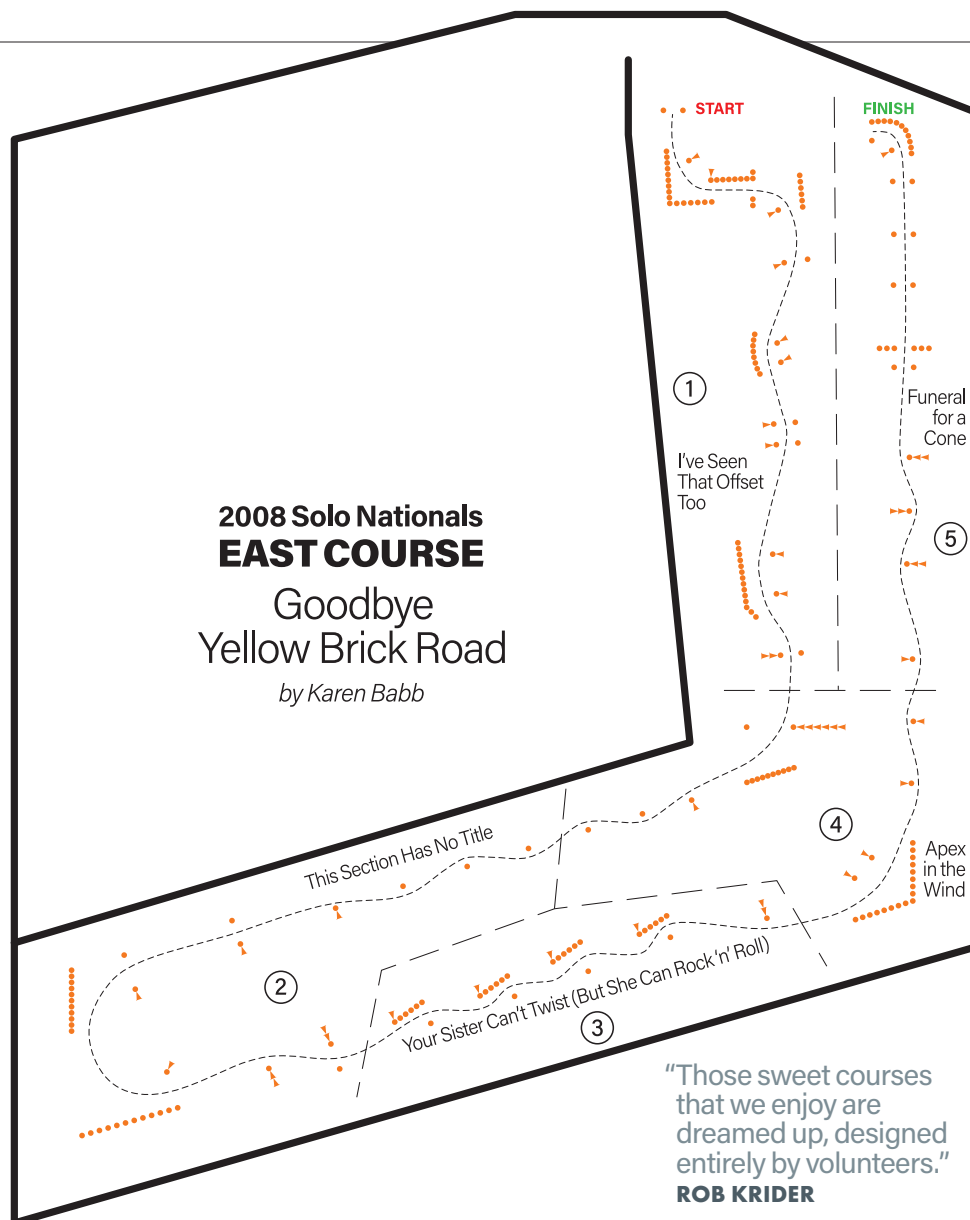 START
FINISH
1
Funeral
for a
Cone
I've Seen
That Offset
Too
2008 Solo Nationals
EAST COURSE
Goodbye
Yellow Brick Road
by Karen Babb
5
4
This Section Has No Title
Apex
in the
Wind
2
Your Sister Can't Twist (But She Can Rock 'n' Roll)
3
"Those sweet courses
that we enjoy are
dreamed up, designed
entirely by volunteers."
ROB KRIDER